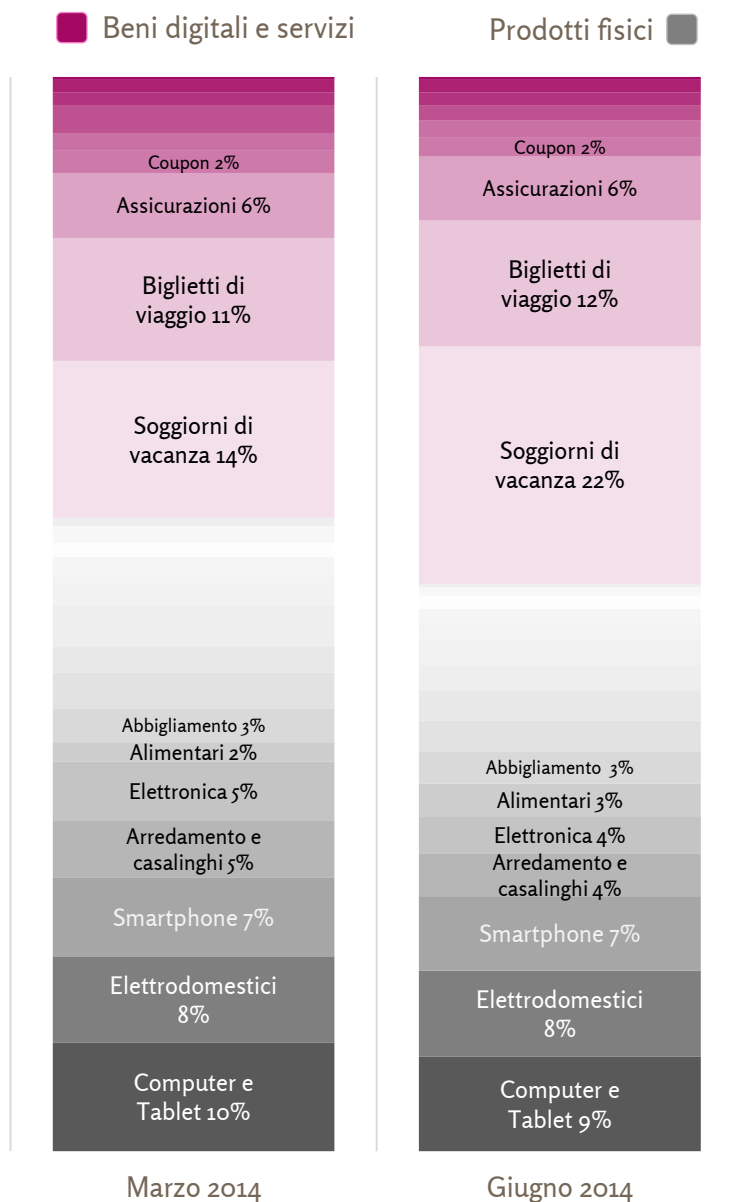 Beni digitali e servizi
Prodotti fisici
Coupon 2%
Assicurazioni 6%
Biglietti di
viaggio 11%
Soggiorni di
vacanza 14%
Abbigliamento 3%
Alimentari 2%
Elettronica 5%
Arredamento e
casalinghi 5%
Smartphone 7%
Elettrodomestici
8%
Computer e
Tablet 10%
Marzo 2014
Coupon 2%
Assicurazioni 6%
Biglietti di
viaggio 12%
Soggiorni di
vacanza 22%
Abbigliamento 3%
Alimentari 3%
Elettronica 4%
Arredamento e
casalinghi 4%
Smartphone 7%
Elettrodomestici
8%
Computer e
Tablet 9%
Giugno 2014